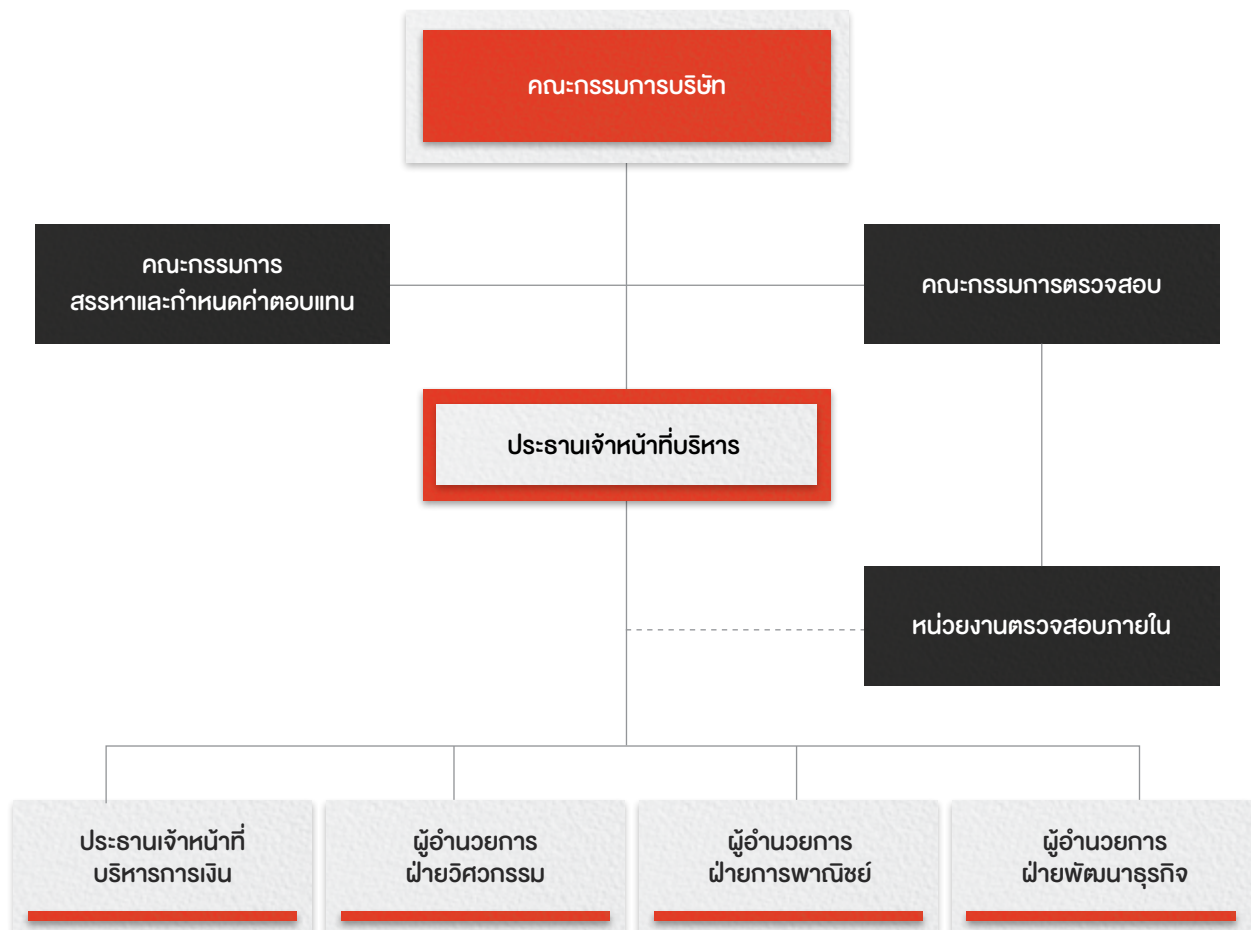 คณะกรรมการบริษัท
คณะกรรมการ
สรรหาและกำหนดค่าตอบแทน
คณะกรรมการตรวจสอบ
ประธานเจ้าหน้าที่บริหาร
หน่วยงานตรวจสอบภายใน
ประธานเจ้าหน้าที่
บริหารการเงิน
ผู้อำนวยการ
ฝ่ายวิศวกรรม
ผู้อำนวยการ
ฝ่ายการพาณิชย์
ผู้อำนวยการ
ฝ่ายพัฒนาธุรกิจ